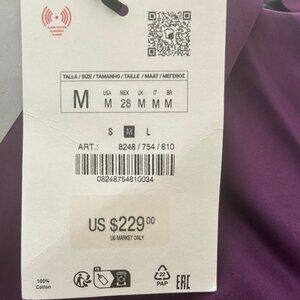 TALLA / SIZE / TAMANHO / TAILLE / MAAT / ΜΕΓΕΘΟΣ
M
USA MEX UK IT BR
M 28 M M M
S M L
ART.: 8248 / 754 / 610
08248754610034
US $229 00
US MARKET ONLY
100%
Cotton
22
PAP
EAC